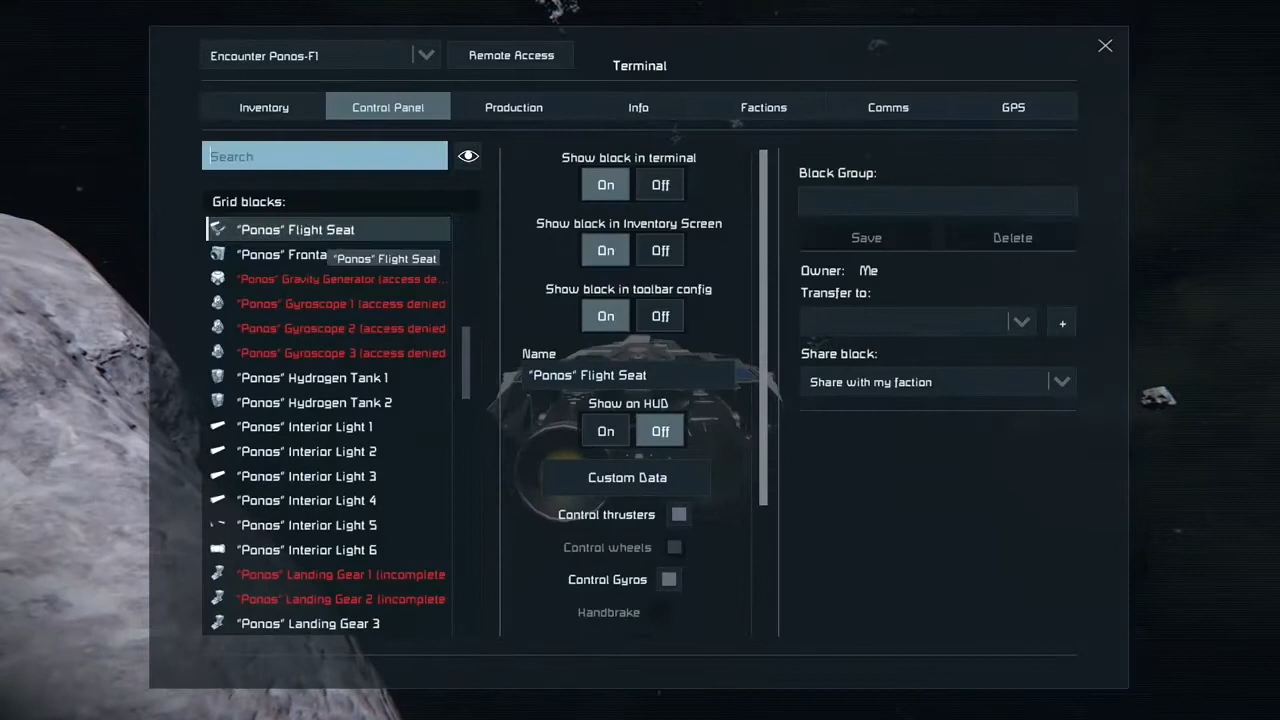 Encounter Ponos-F1
Remote Access
Terminal
Inventory
Control Panel
Production
Info
Factions
Comms
GPS
Search
Grid blocks:
"Ponos" Flight Seat
"Ponos" Fronta
"Ponos" Flight Seat
"Ponos" Gravity Generator (access de...
"Ponos" Gyroscope 1 (access denied
"Ponos" Gyroscope 2 (access denied
"Ponos" Gyroscope 3 (access denied
"Ponos" Hydrogen Tank 1
"Ponos" Hydrogen Tank 2
"Ponos" Interior Light 1
"Ponos" Interior Light 2
"Ponos" Interior Light 3
"Ponos" Interior Light 4
"Ponos" Interior Light 5
"Ponos" Interior Light 6
"Ponos" Landing Gear 1 (incomplete
"Ponos" Landing Gear 2 (incomplete
"Ponos" Landing Gear 3
Show block in terminal
On Off
Show block in Inventory Screen
On Off
Show block in toolbar config
On Off
Name
"Ponos" Flight Seat
Show on HUD
On Off
Custom Data
Control thrusters
Control wheels
Control Gyros
Handbrake
Block Group:
Save Delete
Owner: Me
Transfer to:
+
Share block:
Share with my faction